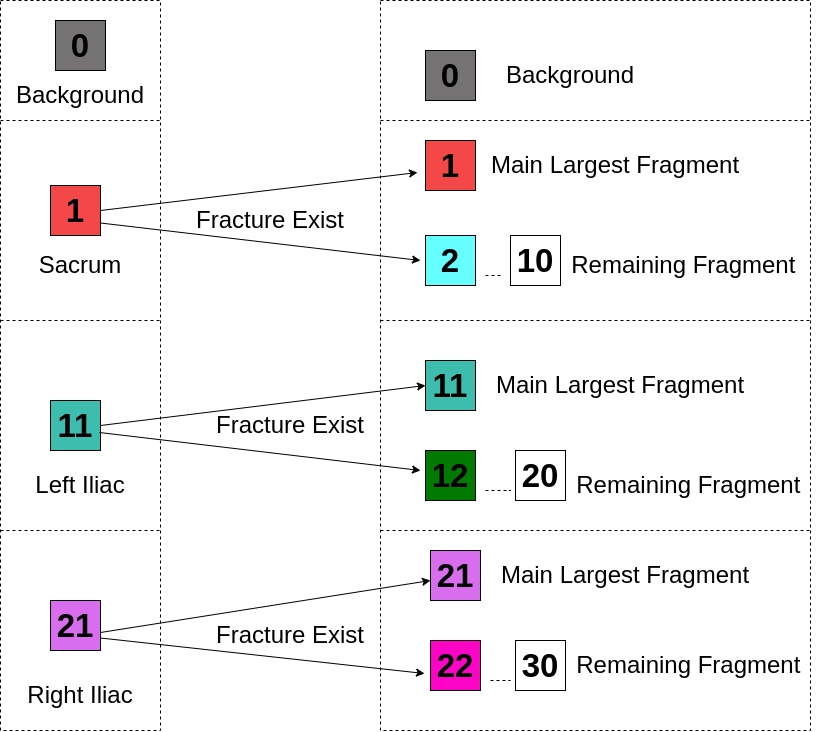 0
Background
0
Background
1
Sacrum
Fracture Exist
1
Main Largest Fragment
2
10
Remaining Fragment
11
Left Iliac
Fracture Exist
11
Main Largest Fragment
12
20
Remaining Fragment
21
Right Iliac
Fracture Exist
21
Main Largest Fragment
22
30
Remaining Fragment